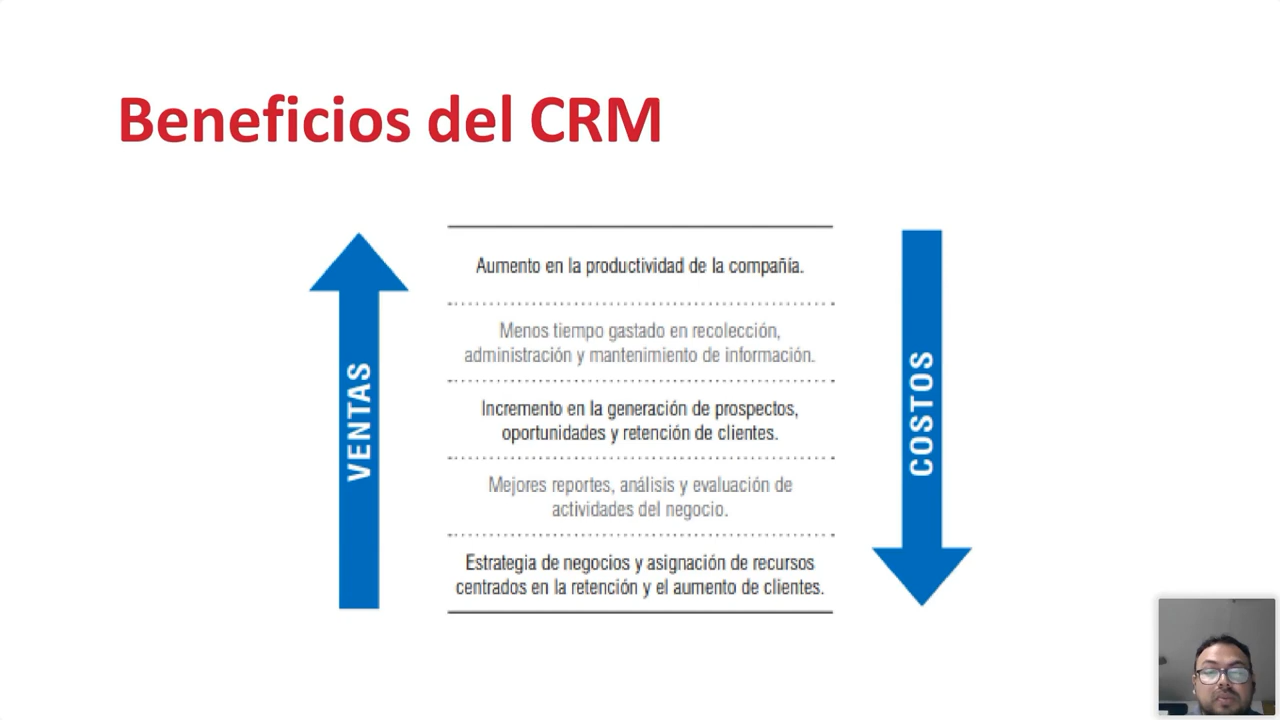 Beneficios del CRM
VENTAS
Aumento en la productividad de la compañía.
Menos tiempo gastado en recolección,
administración y mantenimiento de información.
Incremento en la generación de prospectos,
oportunidades y retención de clientes.
Mejores reportes, análisis y evaluación de
actividades del negocio.
Estrategia de negocios y asignación de recursos
centrados en la retención y el aumento de clientes.
COSTOS